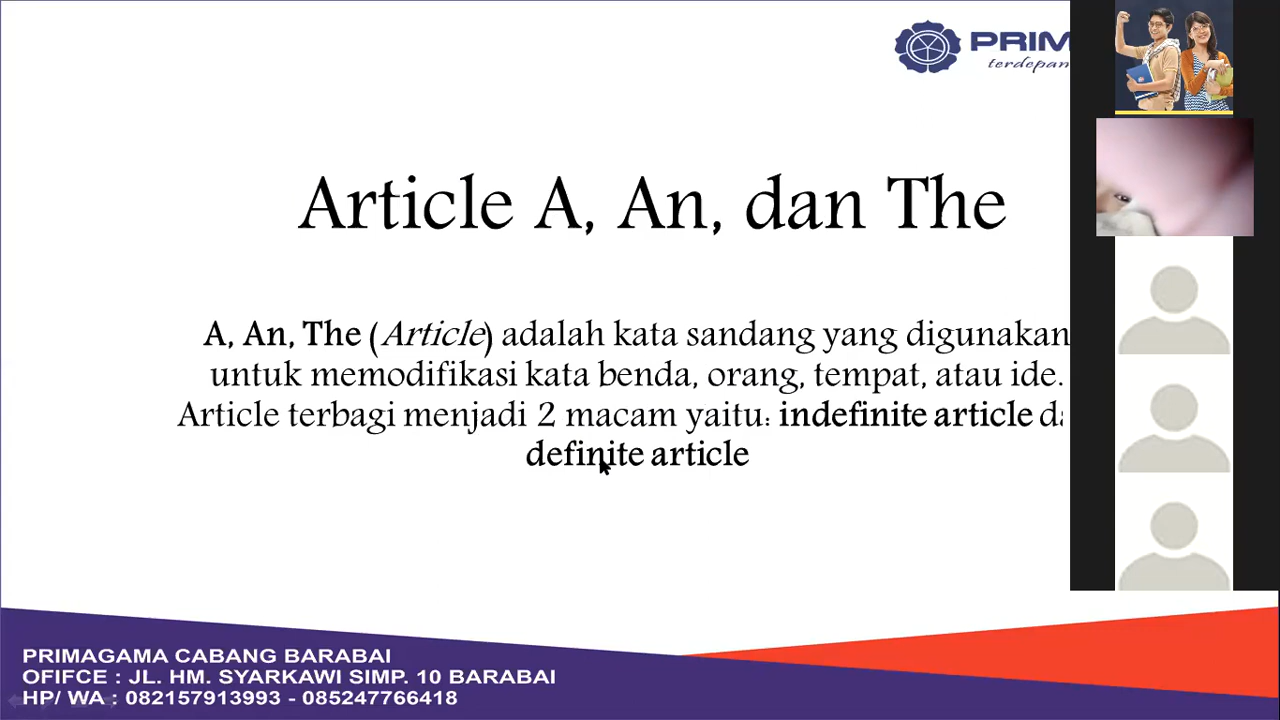 PRIM
terdepan
Article A, An, dan The
A, An, The (Article) adalah kata sandang yang digunakan
untuk memodifikasi kata benda, orang, tempat, atau ide.
Article terbagi menjadi 2 macam yaitu: indefinite article d
definite article
PRIMAGAMA CABANG BARABAI
OFIFCE : JL. HM. SYARKAWI SIMP. 10 BARABAI
HP/ WA : 082157913993 - 085247766418